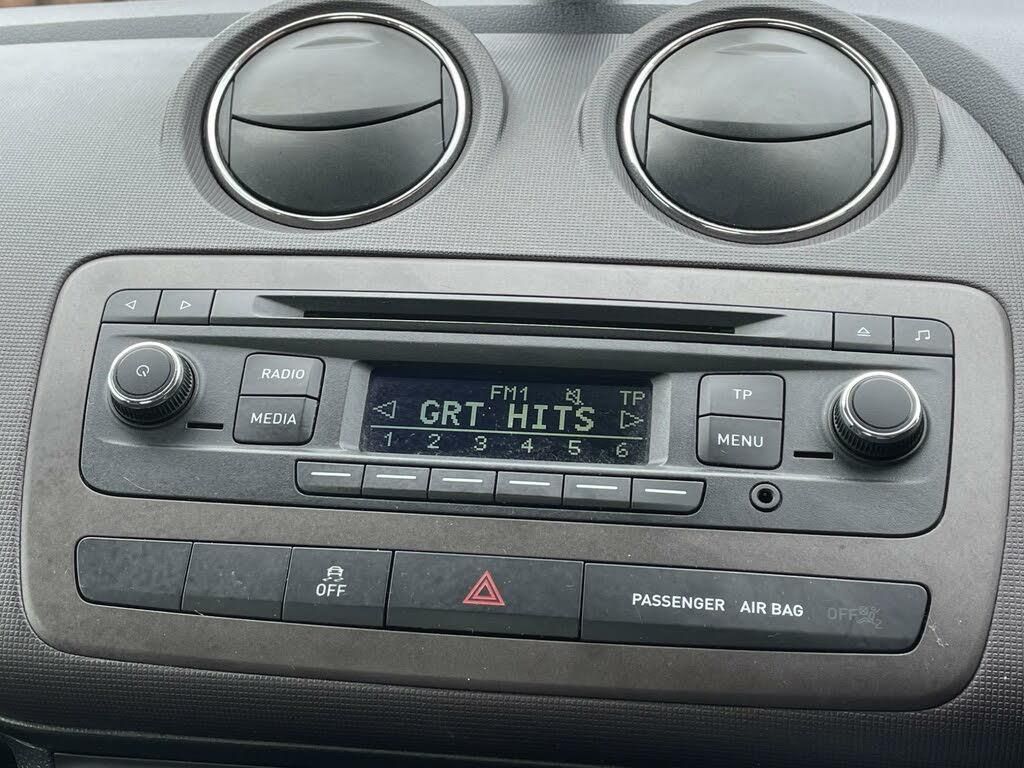 RADIO
MEDIA
FM1 TP
GRT HITS
1 2 3 4 5 6
TP
MENU
OFF
PASSENGER AIR BAG OFF